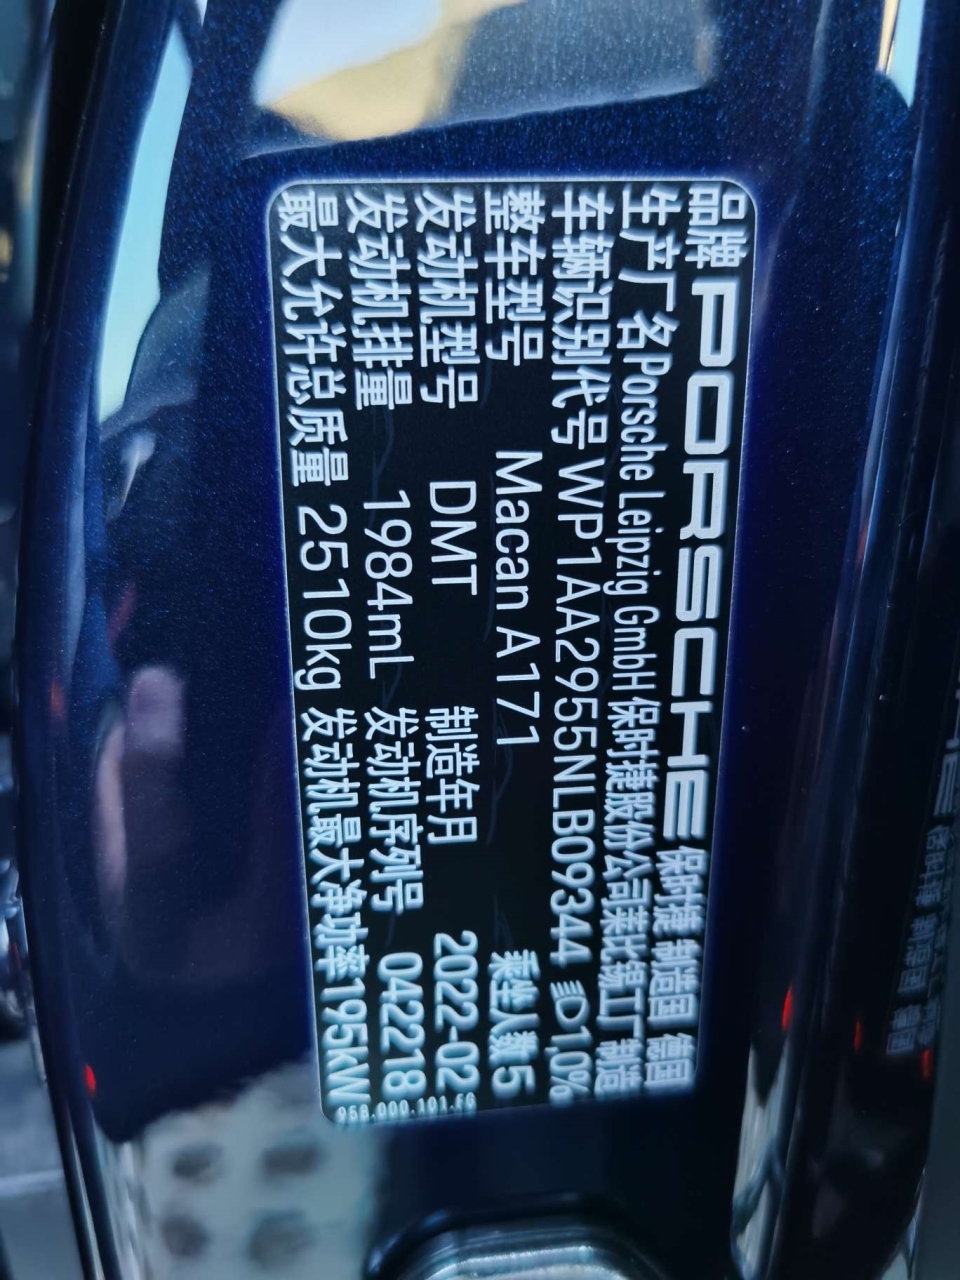 品牌 PORSCHE 保时捷 制造国 德国
生产厂名 Porsche Leipzig GmbH 保时捷股份公司莱比锡工厂制造
车辆识别代号 WP1AA2955NLB09344 1,0%
整车型号 Macan A171 乘坐人数 5
发动机型号 DMT 制造年月 2022-02
发动机排量 1984mL 发动机序列号 042218
最大允许总质量 2510kg 发动机最大净功率 195kW
958.000.101.FG